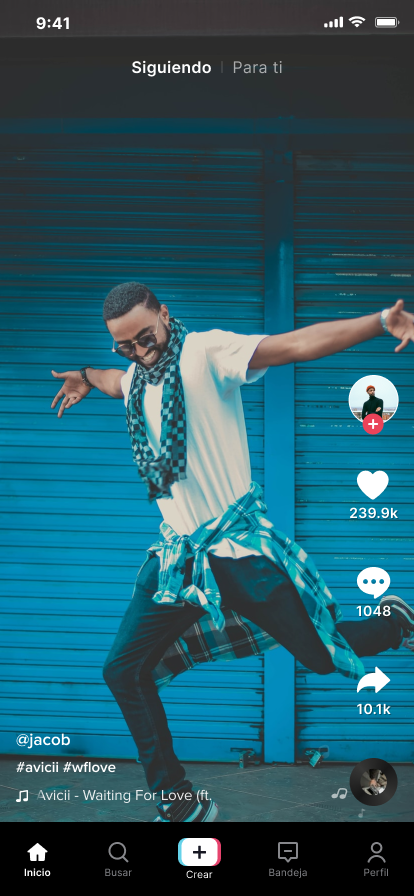 9:41
Siguiendo | Para ti
239.9k
1048
10.1k
@jacob
#avicii #wflove
Avicii - Waiting For Love (ft.
Inicio Busar Crear Bandeja Perfil